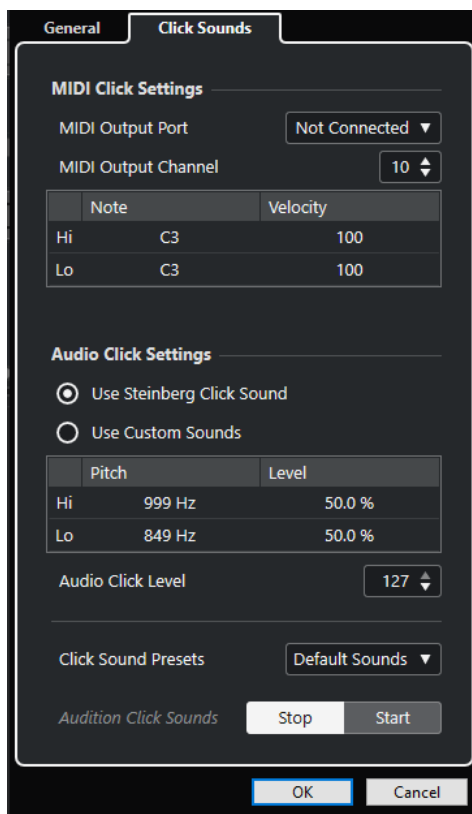 General Click Sounds
MIDI Click Settings
MIDI Output Port Not Connected
MIDI Output Channel 10
Note Velocity
Hi C3 100
Lo C3 100
Audio Click Settings
Use Steinberg Click Sound
Use Custom Sounds
Pitch Level
Hi 999 Hz 50.0 %
Lo 849 Hz 50.0 %
Audio Click Level 127
Click Sound Presets Default Sounds
Audition Click Sounds Stop Start
OK Cancel